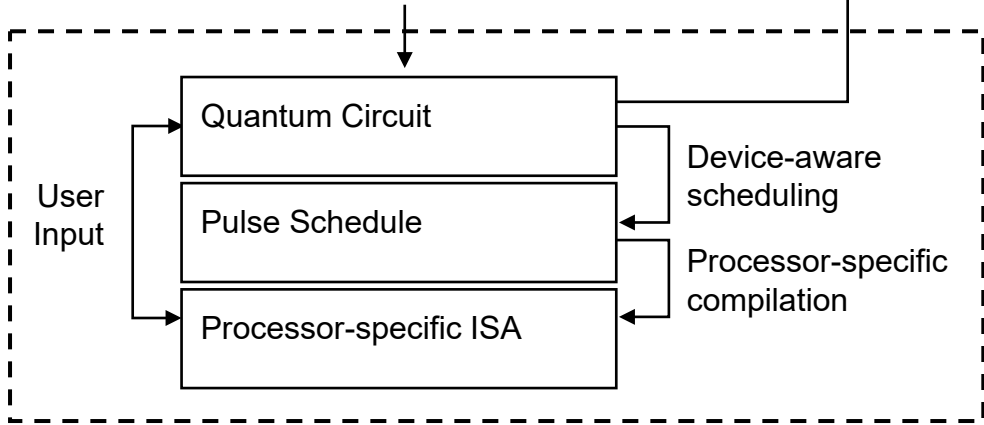 Quantum Circuit
Device-aware
scheduling
User
Input
Pulse Schedule
Processor-specific
compilation
Processor-specific ISA